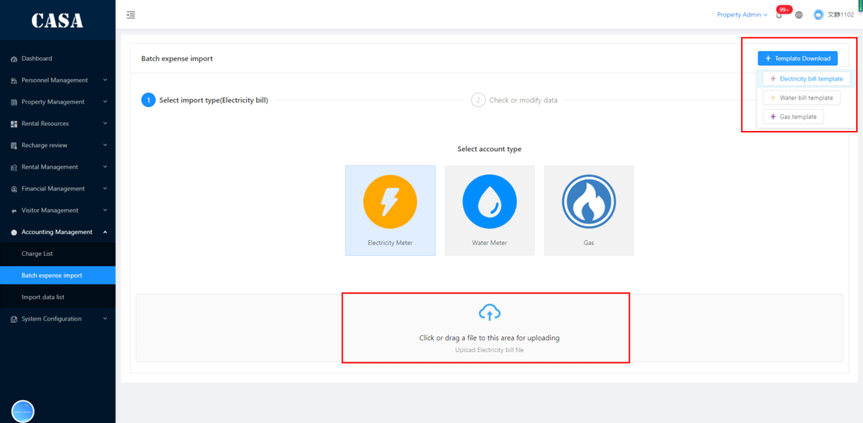 CASA
Property Admin
99+
文静1102
Dashboard
Personnel Management
Property Management
Rental Resources
Recharge review
Rental Management
Financial Management
Visitor Management
Accounting Management
Charge List
Batch expense import
Import data list
System Configuration
Batch expense import
+ Template Download
+ Electricity bill template
+ Water bill template
+ Gas template
1 Select import type(Electricity bill)
2 Check or modify data
Select account type
Electricity Meter
Water Meter
Gas
Click or drag a file to this area for uploading
Upload Electricity bill file